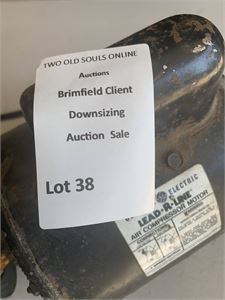 TWO OLD SOULS ONLINE
Auctions
Brimfield Client
Downsizing
Auction Sale
Lot 38
ELECTRIC
LEAD-R-LINE
AIR COMPRESSOR MOTOR